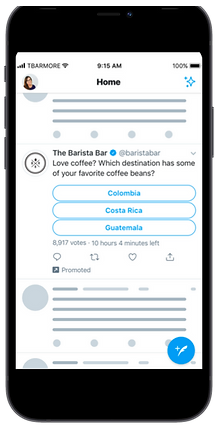 TBARMORE 9:15 AM 100%
Home
The Barista Bar @baristabar
Love coffee? Which destination has some
of your favorite coffee beans?
Colombia
Costa Rica
Guatemala
8,917 votes · 10 hours 4 minutes left
Promoted